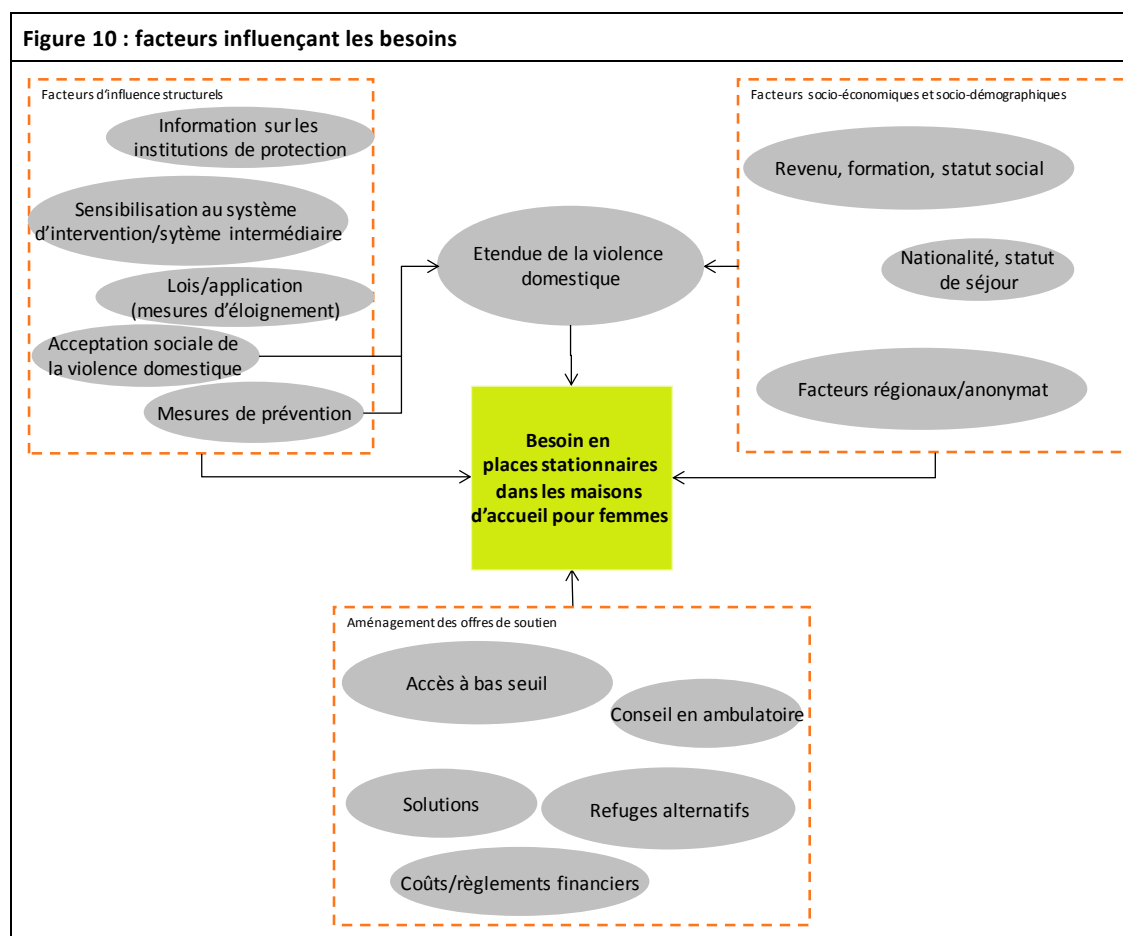 Figure 10 : facteurs influençant les besoins
Facteurs d'influence structurels
Information sur les
institutions de protection
Sensibilisation au système
d'intervention/sytème intermédiaire
Lois/application
(mesures d'éloignement)
Acceptation sociale de
la violence domestique
Mesures de prévention
Etendue de la violence
domestique
Facteurs socio-économiques et socio-démographiques
Revenu, formation, statut social
Nationalité, statut
de séjour
Facteurs régionaux/anonymat
Besoin en
places stationnaires
dans les maisons
d'accueil pour femmes
Aménagement des offres de soutien
Accès à bas seuil
Conseil en ambulatoire
Solutions
Refuges alternatifs
Coûts/règlements financiers